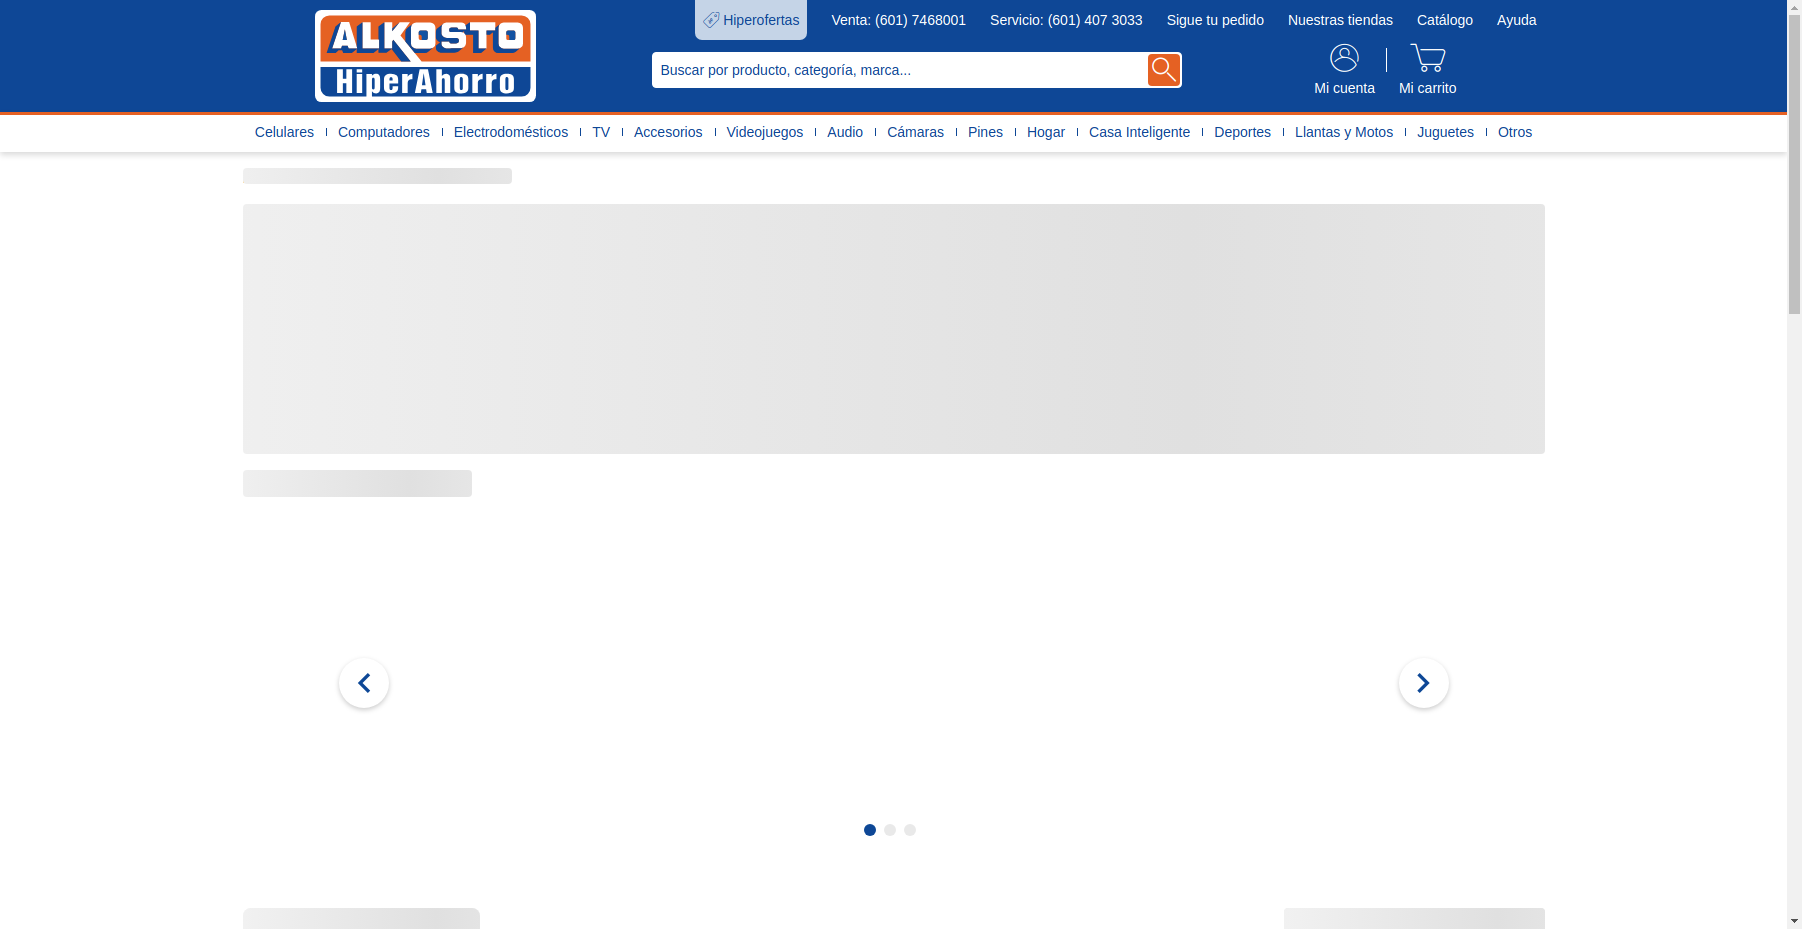 ALKOSTO
HiperAhorro
Hiperofertas
Venta: (601) 7468001
Servicio: (601) 407 3033
Sigue tu pedido
Nuestras tiendas
Catálogo
Ayuda
Buscar por producto, categoría, marca...
Mi cuenta
Mi carrito
Celulares
Computadores
Electrodomésticos
TV
Accesorios
Videojuegos
Audio
Cámaras
Pines
Hogar
Casa Inteligente
Deportes
Llantas y Motos
Juguetes
Otros